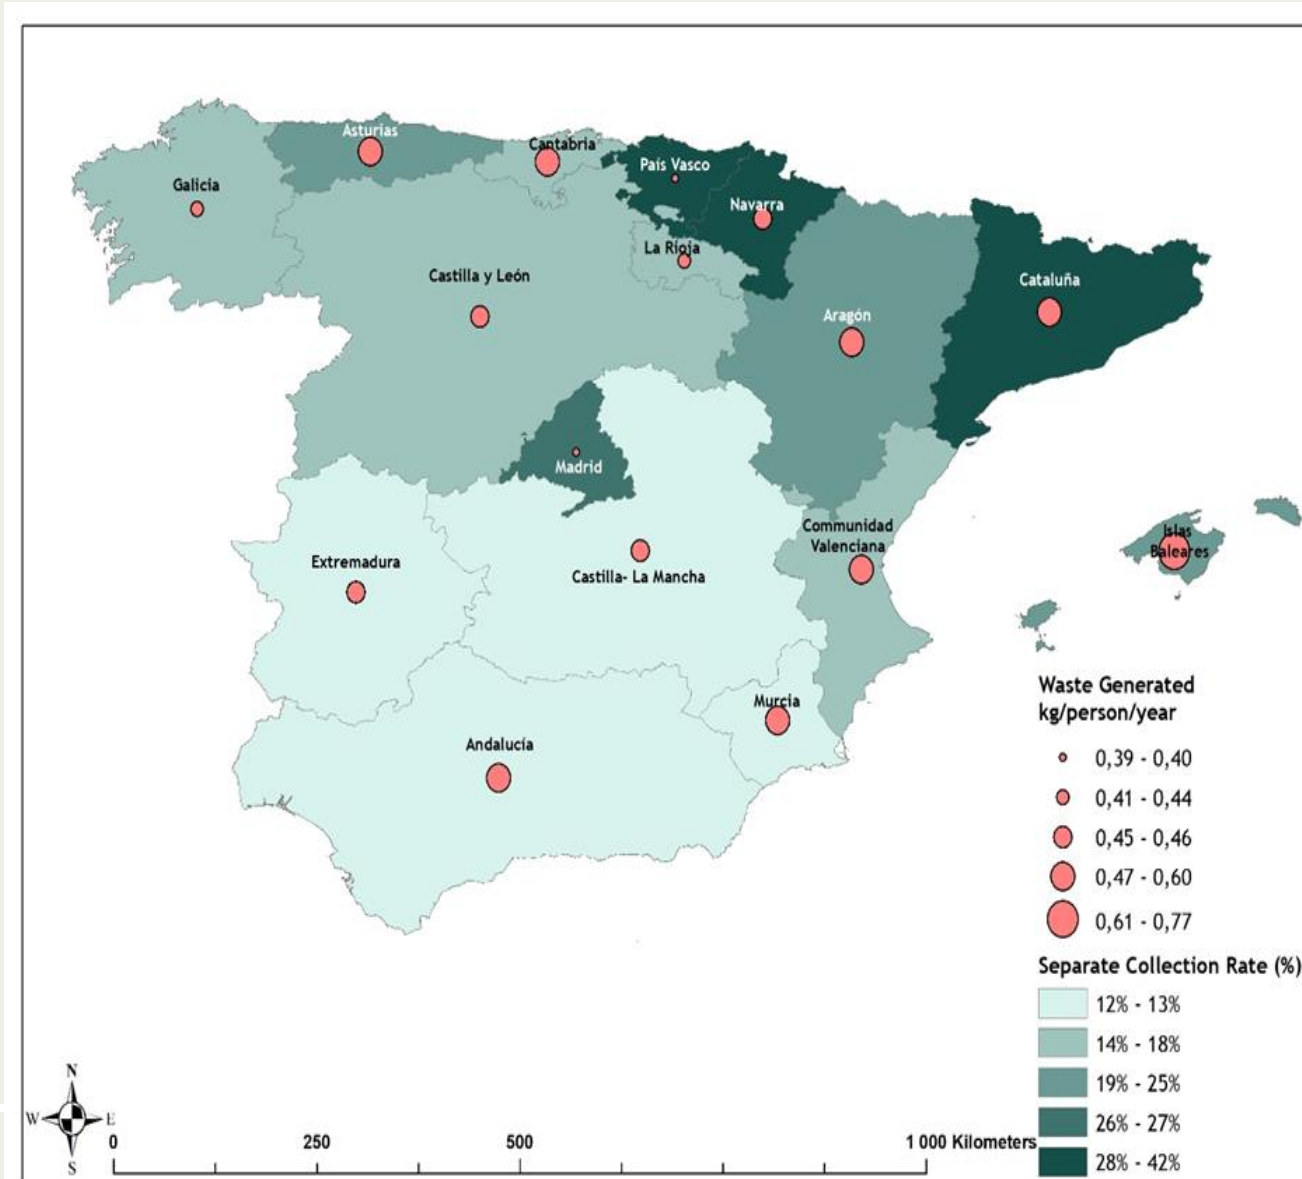 Asturias
Cantabria
País Vasco
Galicia
Navarra
La Rioja
Castilla y León
Cataluña
Aragón
Madrid
Communidad
Valenciana
Islas
Baleares
Extremadura
Castilla- La Mancha
Murcia
Andalucía
Waste Generated
kg/person/year
0,39 - 0,40
0,41 - 0,44
0,45 - 0,46
0,47 - 0,60
0,61 - 0,77
Separate Collection Rate (%)
12% - 13%
14% - 18%
19% - 25%
26% - 27%
28% - 42%
N
W E
S
0 250 500 1 000 Kilometers